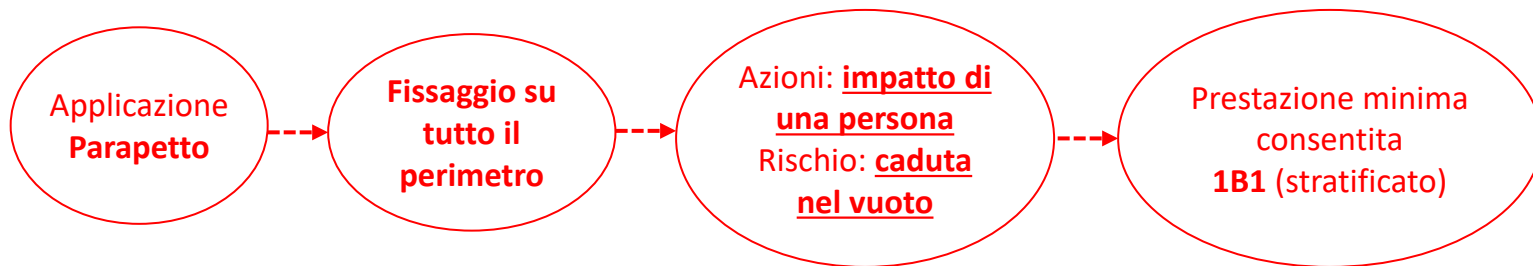 Applicazione
Parapetto
Fissaggio su
tutto il
perimetro
Azioni: impatto di
una persona
Rischio: caduta
nel vuoto
Prestazione minima
consentita
1B1 (stratificato)